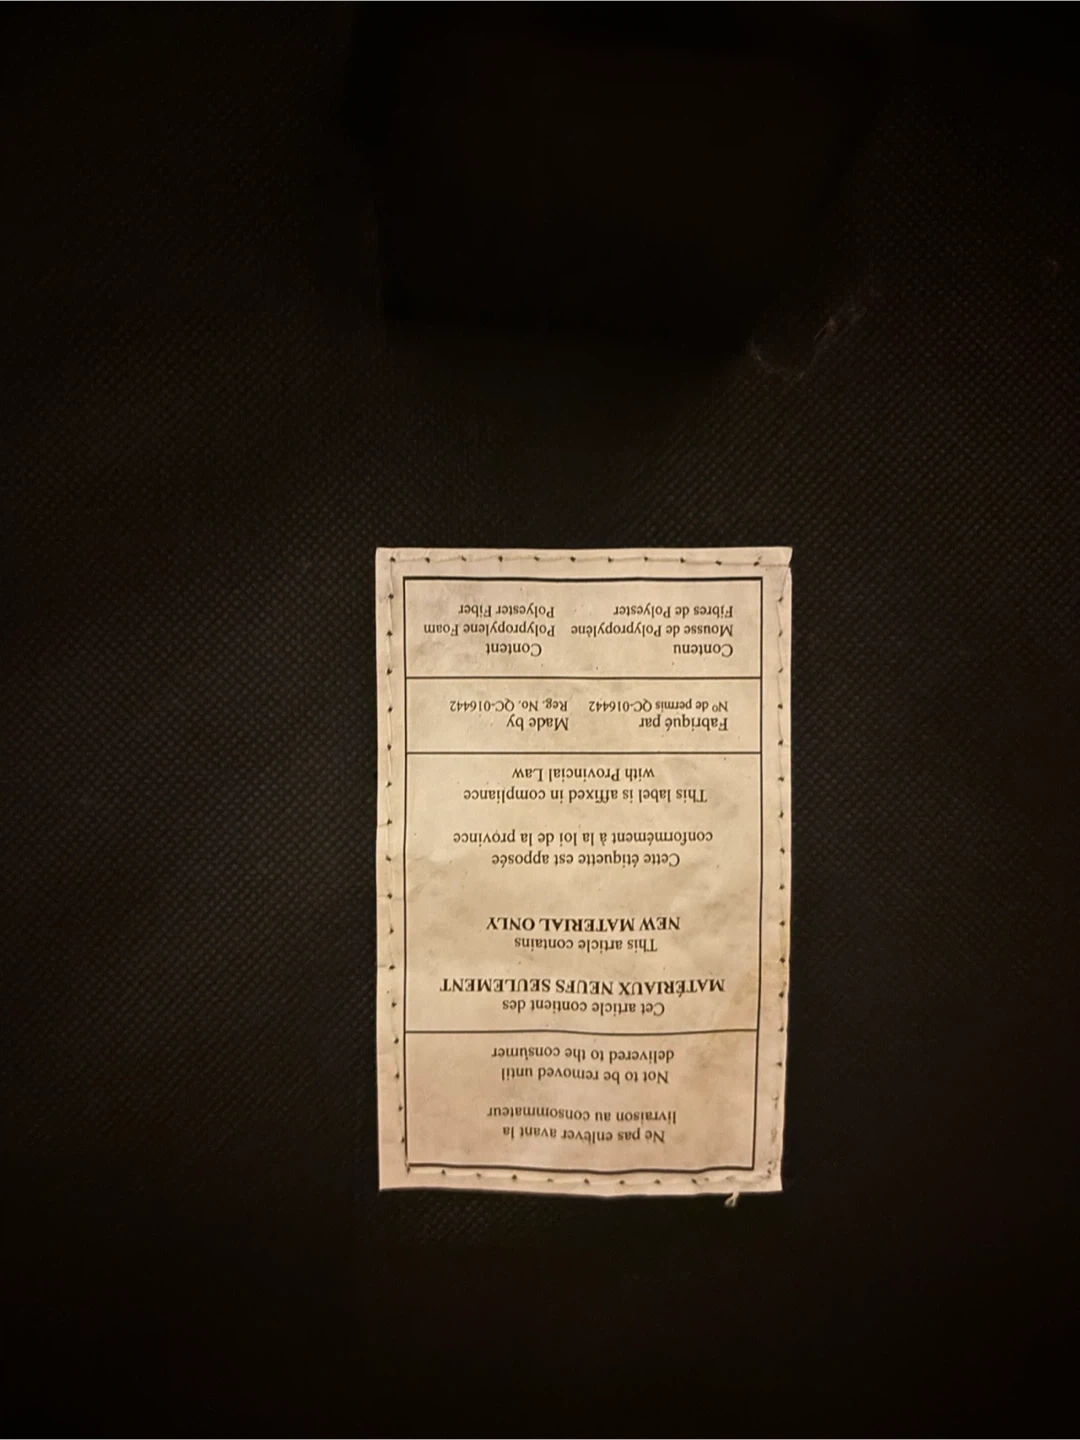 Ne pas enlever avant la
livraison au consommateur
Not to be removed until
delivered to the consumer
Cet article contient des
MATÉRIAUX NEUFS SEULEMENT
This article contains
NEW MATERIAL ONLY
Cette étiquette est apposée
conformément à la loi de la province
This label is affixed in compliance
with Provincial Law
Fabriqué par Made by
Nº de permis QC-016442 Reg. No. QC-016442
Contenu Content
Mousse de Polypropylène Polypropylene Foam
Fibres de Polyester Polyester Fiber